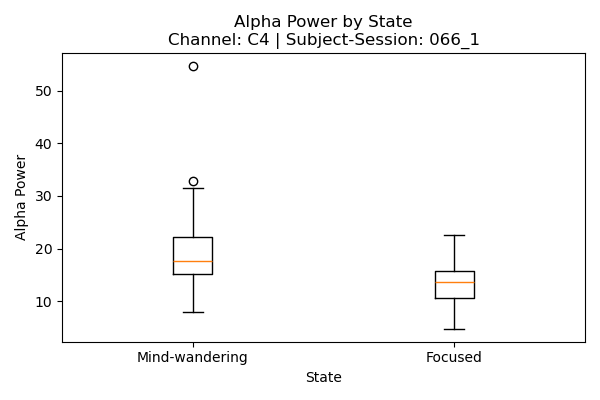 Alpha Power by State
Channel: C4 | Subject-Session: 066_1
Alpha Power
50
40
30
20
10
Mind-wandering
Focused
State